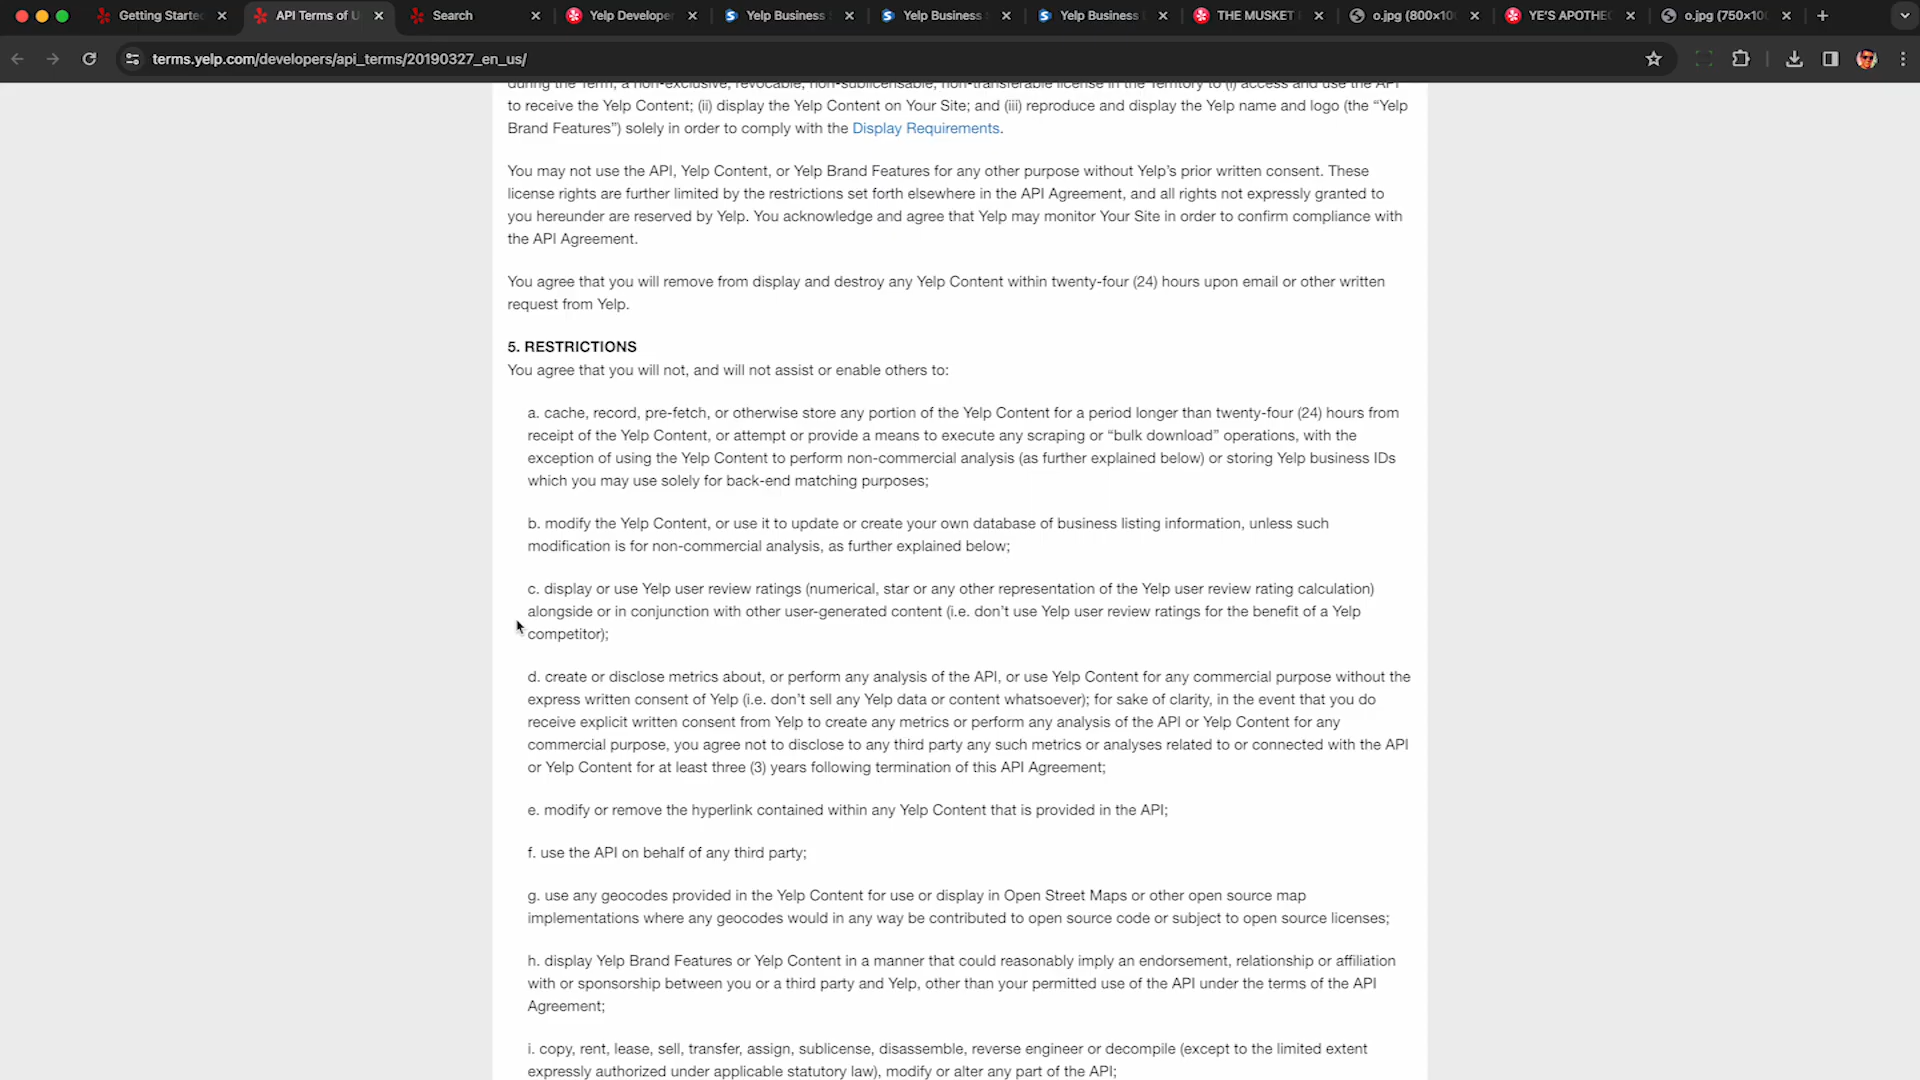 Getting Starte
API Terms of U
Search
Yelp Developer
Yelp Business
Yelp Business
Yelp Business
THE MUSKET
o.jpg (800×10
YE'S APOTHEC
o.jpg (750×10
terms.yelp.com/developers/api_terms/20190327_en_us/
during the Term, a non-exclusive, revocable, non-sublicensable, non-transferable license in the Territory to (i) access and use the API
to receive the Yelp Content; (ii) display the Yelp Content on Your Site; and (iii) reproduce and display the Yelp name and logo (the “Yelp
Brand Features”) solely in order to comply with the Display Requirements.
You may not use the API, Yelp Content, or Yelp Brand Features for any other purpose without Yelp’s prior written consent. These
license rights are further limited by the restrictions set forth elsewhere in the API Agreement, and all rights not expressly granted to
you hereunder are reserved by Yelp. You acknowledge and agree that Yelp may monitor Your Site in order to confirm compliance with
the API Agreement.
You agree that you will remove from display and destroy any Yelp Content within twenty-four (24) hours upon email or other written
request from Yelp.
5. RESTRICTIONS
You agree that you will not, and will not assist or enable others to:
a. cache, record, pre-fetch, or otherwise store any portion of the Yelp Content for a period longer than twenty-four (24) hours from
receipt of the Yelp Content, or attempt or provide a means to execute any scraping or “bulk download” operations, with the
exception of using the Yelp Content to perform non-commercial analysis (as further explained below) or storing Yelp business IDs
which you may use solely for back-end matching purposes;
b. modify the Yelp Content, or use it to update or create your own database of business listing information, unless such
modification is for non-commercial analysis, as further explained below;
c. display or use Yelp user review ratings (numerical, star or any other representation of the Yelp user review rating calculation)
alongside or in conjunction with other user-generated content (i.e. don’t use Yelp user review ratings for the benefit of a Yelp
competitor);
d. create or disclose metrics about, or perform any analysis of the API, or use Yelp Content for any commercial purpose without the
express written consent of Yelp (i.e. don’t sell any Yelp data or content whatsoever); for sake of clarity, in the event that you do
receive explicit written consent from Yelp to create any metrics or perform any analysis of the API or Yelp Content for any
commercial purpose, you agree not to disclose to any third party any such metrics or analyses related to or connected with the API
or Yelp Content for at least three (3) years following termination of this API Agreement;
e. modify or remove the hyperlink contained within any Yelp Content that is provided in the API;
f. use the API on behalf of any third party;
g. use any geocodes provided in the Yelp Content for use or display in Open Street Maps or other open source map
implementations where any geocodes would in any way be contributed to open source code or subject to open source licenses;
h. display Yelp Brand Features or Yelp Content in a manner that could reasonably imply an endorsement, relationship or affiliation
with or sponsorship between you or a third party and Yelp, other than your permitted use of the API under the terms of the API
Agreement;
i. copy, rent, lease, sell, transfer, assign, sublicense, disassemble, reverse engineer or decompile (except to the limited extent
expressly authorized under applicable statutory law), modify or alter any part of the API;